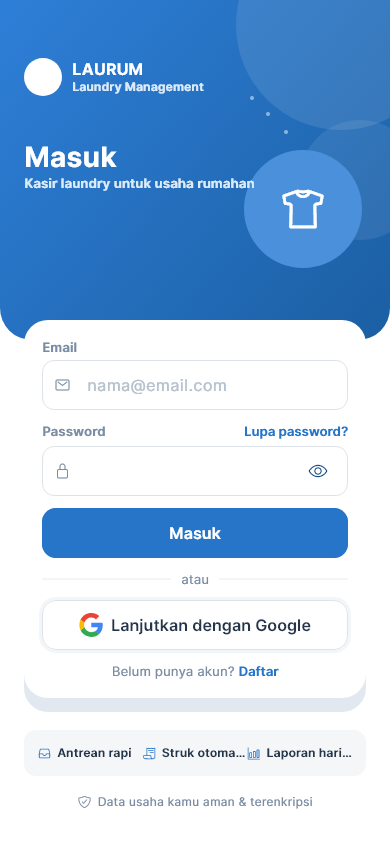 LAURUM
Laundry Management
Masuk
Kasir laundry untuk usaha rumahan
Email
nama@email.com
Password Lupa password?
Masuk
atau
Lanjutkan dengan Google
Belum punya akun? Daftar
Antrean rapi Struk otoma... Laporan hari...
Data usaha kamu aman & terenkripsi